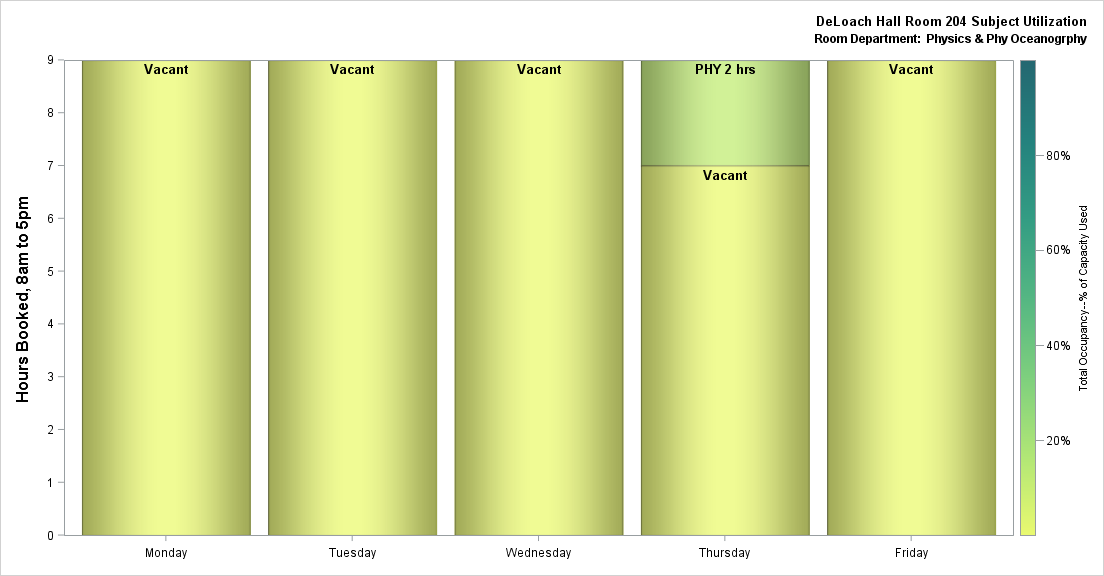 DeLoach Hall Room 204 Subject Utilization
Room Department: Physics & Phy Oceanogrphy
Hours Booked, 8am to 5pm
9
8
7
6
5
4
3
2
1
0
Vacant
Vacant
Vacant
PHY 2 hrs
Vacant
Vacant
Monday
Tuesday
Wednesday
Thursday
Friday
80%
60%
40%
20%
Total Occupancy--% of Capacity Used